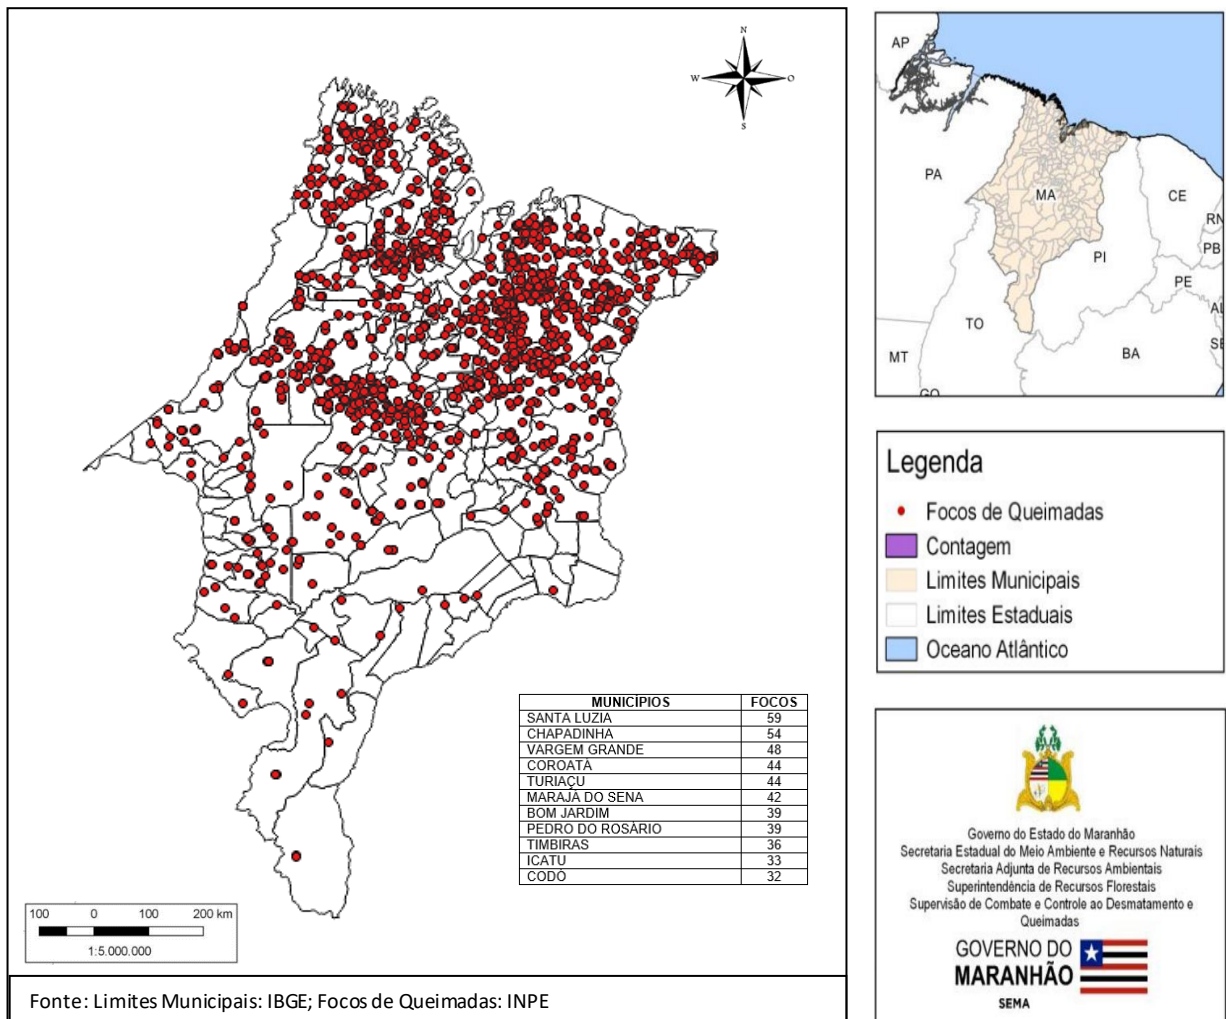 N
W
O
S
MUNICÍPIOS FOCOS
SANTA LUZIA 59
CHAPADINHA 54
VARGEM GRANDE 48
COROATÁ 44
TURIAÇU 44
MARAJÁ DO SENA 42
BOM JARDIM 39
PEDRO DO ROSÁRIO 39
TIMBIRAS 36
ICATU 33
CODÓ 32
100 0 100 200 km
1:5.000.000
Fonte: Limites Municipais: IBGE; Focos de Queimadas: INPE
AP
PA
MA
CE
RN
PB
PI
PE
AL
TO
SE
MT
BA
GO
Legenda
Focos de Queimadas
Contagem
Limites Municipais
Limites Estaduais
Oceano Atlântico
Governo do Estado do Maranhão
Secretaria Estadual do Meio Ambiente e Recursos Naturais
Secretaria Adjunta de Recursos Ambientais
Superintendência de Recursos Florestais
Supervisão de Combate e Controle ao Desmatamento e
Queimadas
GOVERNO DO
MARANHÃO
SEMA